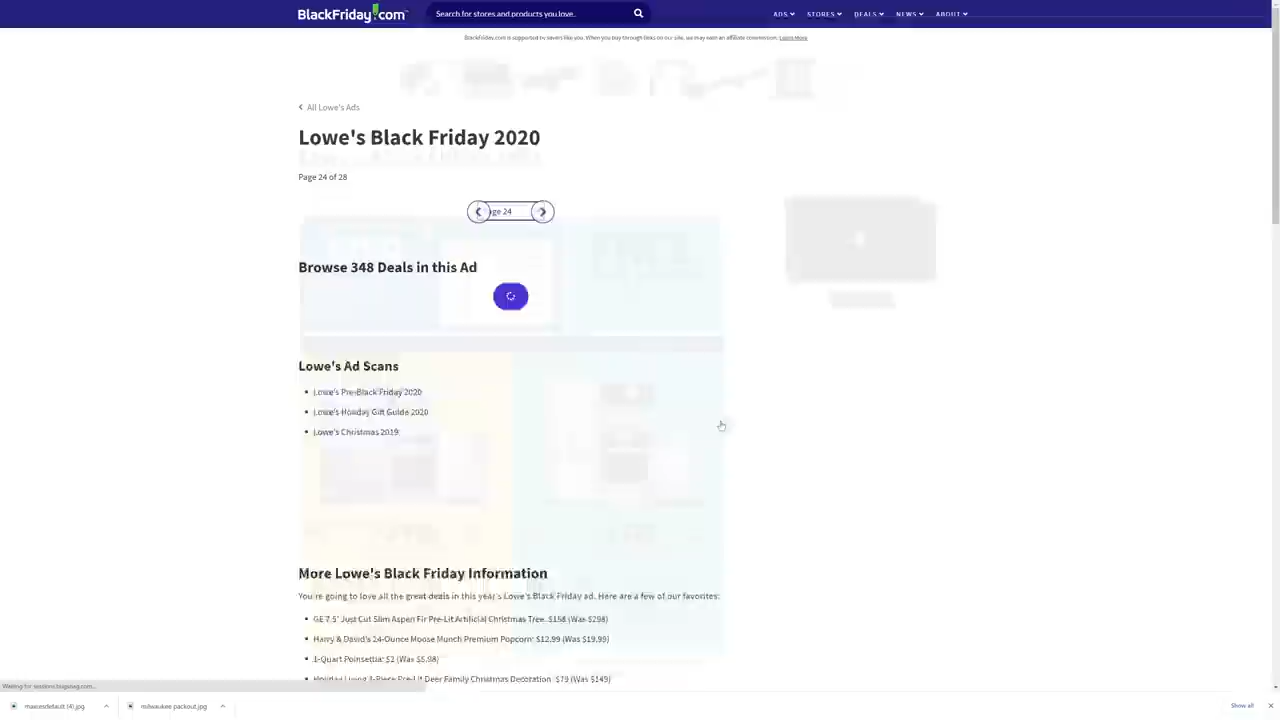 BlackFriday.com
Search for stores and products you love.
ADS
STORES
DEALS
NEWS
ABOUT
BlackFriday.com is supported by savers like you. When you buy through links on our site, we may earn an affiliate commission. Learn More
All Lowe's Ads
Lowe's Black Friday 2020
Page 24 of 28
ge 24
Browse 348 Deals in this Ad
Lowe's Ad Scans
Lowe's Pre-Black Friday 2020
Lowe's Holiday Gift Guide 2020
Lowe's Christmas 2019
More Lowe's Black Friday Information
You're going to love all the great deals in this year's Lowe's Black Friday ad. Here are a few of our favorites:
GE 7.5' Just Cut Slim Aspen Fir Pre-Lit Artificial Christmas Tree: $158 (Was $298)
Harry & David's 24-Ounce Moose Munch Premium Popcorn: $12.99 (Was $19.99)
1-Quart Poinsettia: $2 (Was $5.98)
Holiday Living 3-Piece Pre-Lit Deer Family Christmas Decoration: $79 (Was $149)
Waiting for sessions.bugsnag.com...
maxresdefault (4).jpg
milwaukee packout.jpg
Show all